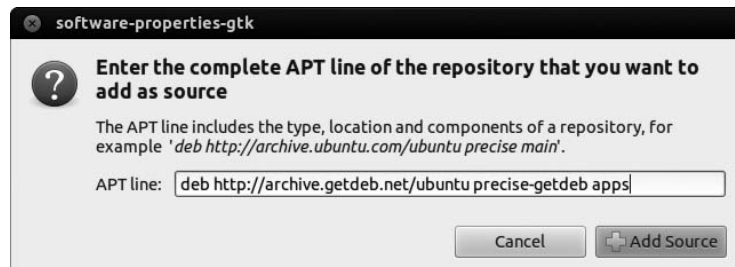 software-properties-gtk
Enter the complete APT line of the repository that you want to
add as source
The APT line includes the type, location and components of a repository, for
example 'deb http://archive.ubuntu.com/ubuntu precise main'.
APT line: deb http://archive.getdeb.net/ubuntu precise-getdeb apps
Cancel Add Source